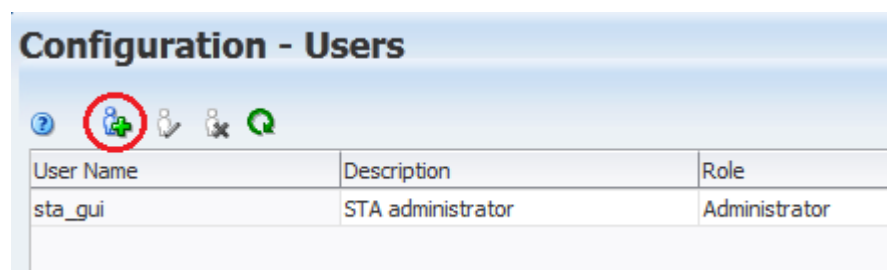 Configuration - Users
?
User Name Description Role
sta_gui STA administrator Administrator